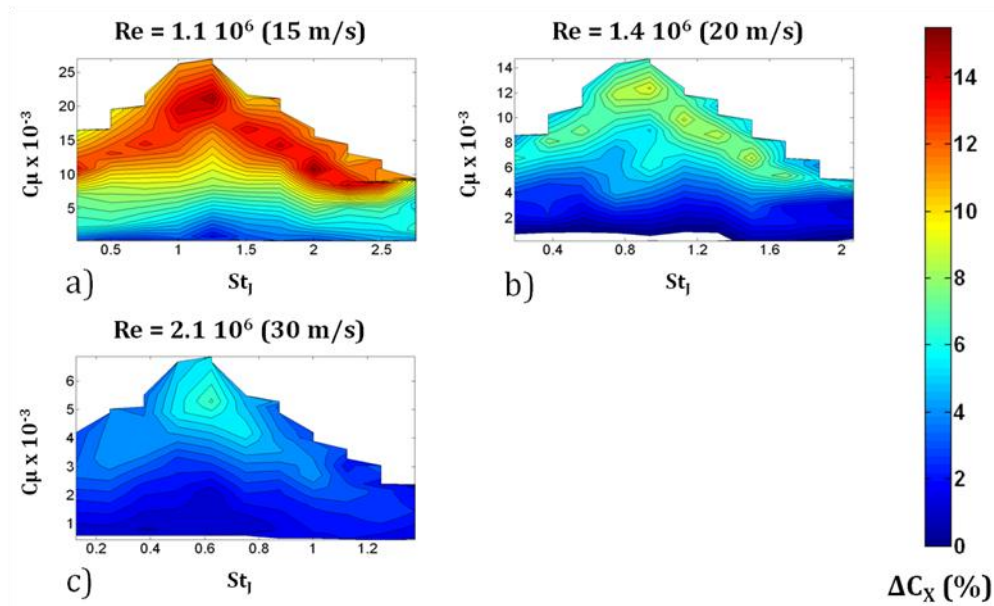 Re = 1.1 10⁶ (15 m/s)
25
20
15
10
5
Cμ x 10⁻³
0.5 1 1.5 2 2.5
a)
St_J
Re = 1.4 10⁶ (20 m/s)
14
12
10
8
6
4
2
Cμ x 10⁻³
0.4 0.8 1.2 1.6 2
b)
St_J
Re = 2.1 10⁶ (30 m/s)
6
5
4
3
2
1
Cμ x 10⁻³
0.2 0.4 0.6 0.8 1 1.2
c)
St_J
14
12
10
8
6
4
2
0
ΔC_X (%)